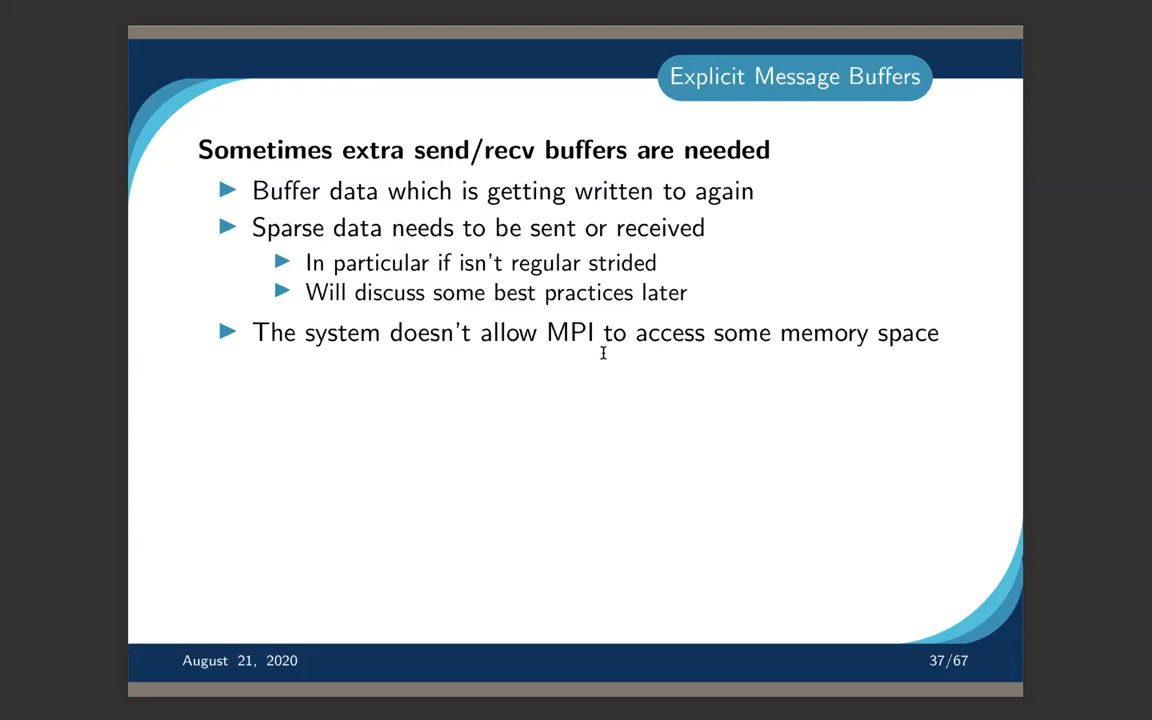 Explicit Message Buffers
Sometimes extra send/recv buffers are needed
Buffer data which is getting written to again
Sparse data needs to be sent or received
In particular if isn't regular strided
Will discuss some best practices later
The system doesn't allow MPI to access some memory space
August 21, 2020
37/67